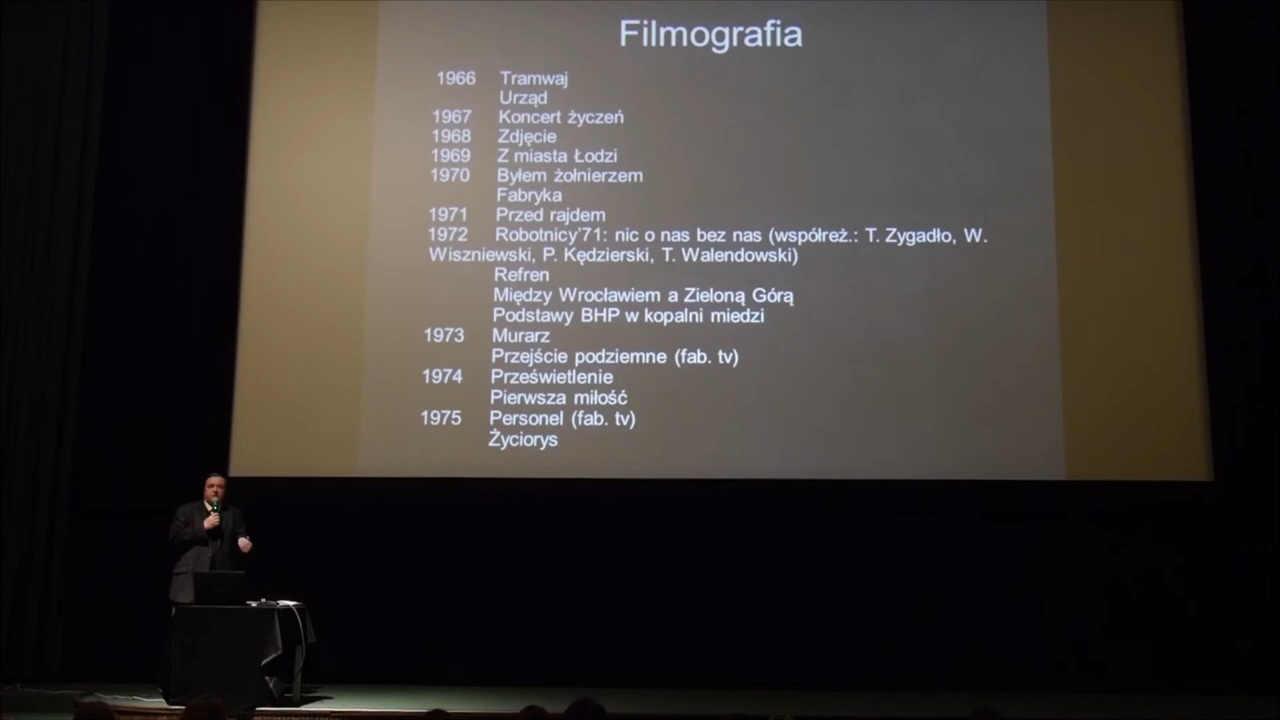 Filmografia
1966 Tramwaj
Urząd
1967 Koncert życzeń
1968 Zdjęcie
1969 Z miasta Łodzi
1970 Byłem żołnierzem
Fabryka
1971 Przed rajdem
1972 Robotnicy'71: nic o nas bez nas (współreż.: T. Zygadło, W.
Wiszniewski, P. Kędzierski, T. Walendowski)
Refren
Między Wrocławiem a Zieloną Górą
Podstawy BHP w kopalni miedzi
1973 Murarz
Przejście podziemne (fab. tv)
1974 Prześwietlenie
Pierwsza miłość
1975 Personel (fab. tv)
Życiorys